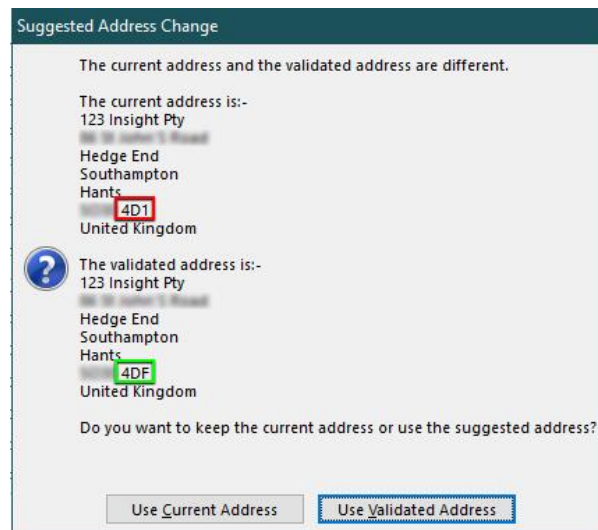 Suggested Address Change
The current address and the validated address are different.
The current address is:-
123 Insight Pty
Hedge End
Southampton
Hants
4D1
United Kingdom
The validated address is:-
123 Insight Pty
Hedge End
Southampton
Hants
4DF
United Kingdom
Do you want to keep the current address or use the suggested address?
Use Current Address
Use Validated Address